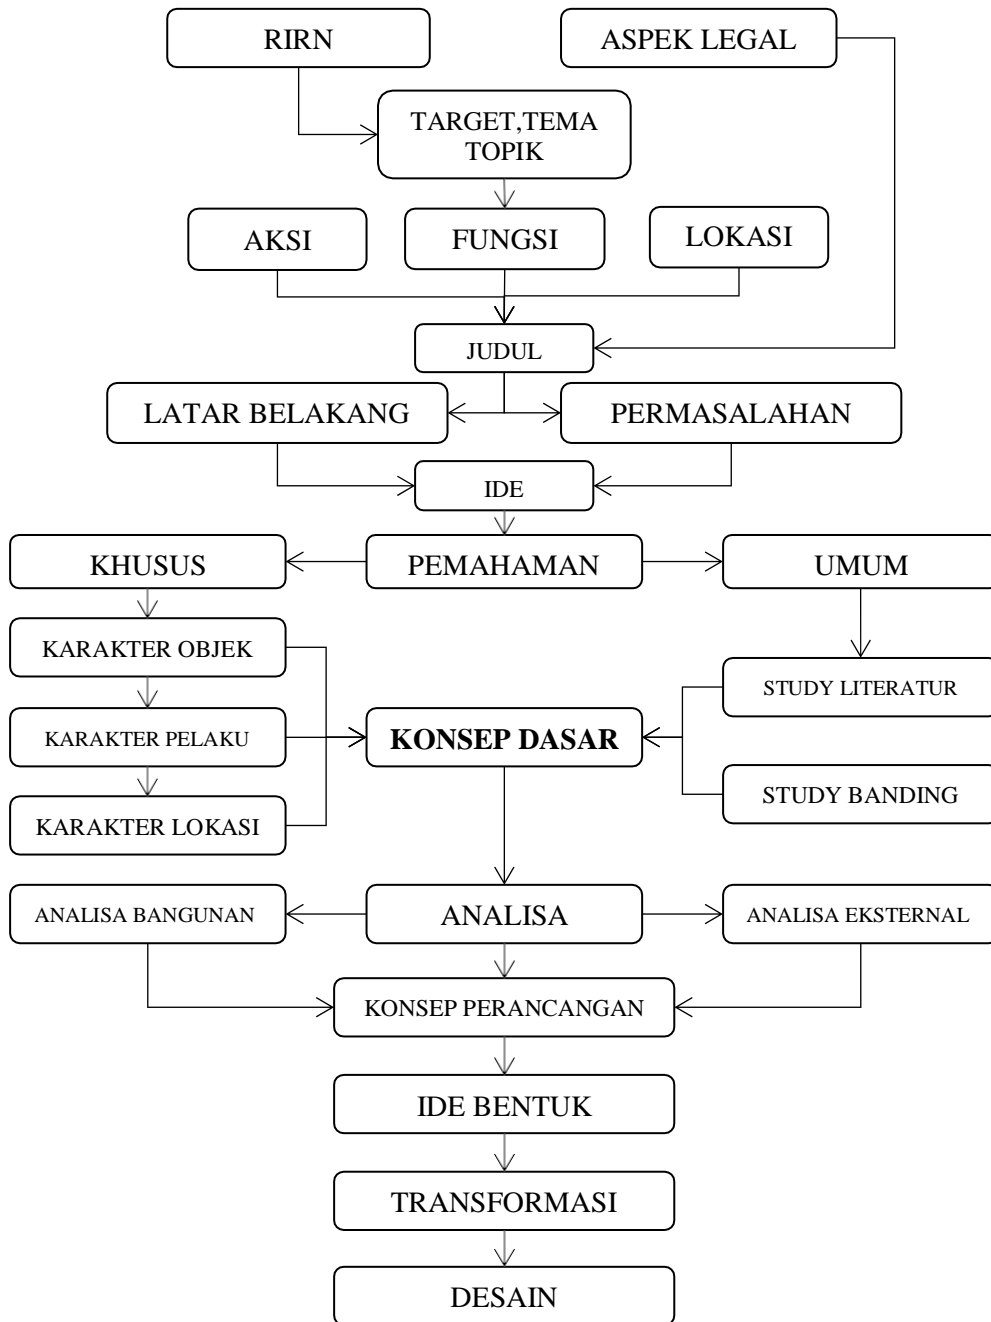 RIRN
ASPEK LEGAL
TARGET,TEMA
TOPIK
AKSI
FUNGSI
LOKASI
JUDUL
LATAR BELAKANG
PERMASALAHAN
IDE
KHUSUS
PEMAHAMAN
UMUM
KARAKTER OBJEK
STUDY LITERATUR
KARAKTER PELAKU
KONSEP DASAR
STUDY BANDING
KARAKTER LOKASI
ANALISA BANGUNAN
ANALISA
ANALISA EKSTERNAL
KONSEP PERANCANGAN
IDE BENTUK
TRANSFORMASI
DESAIN